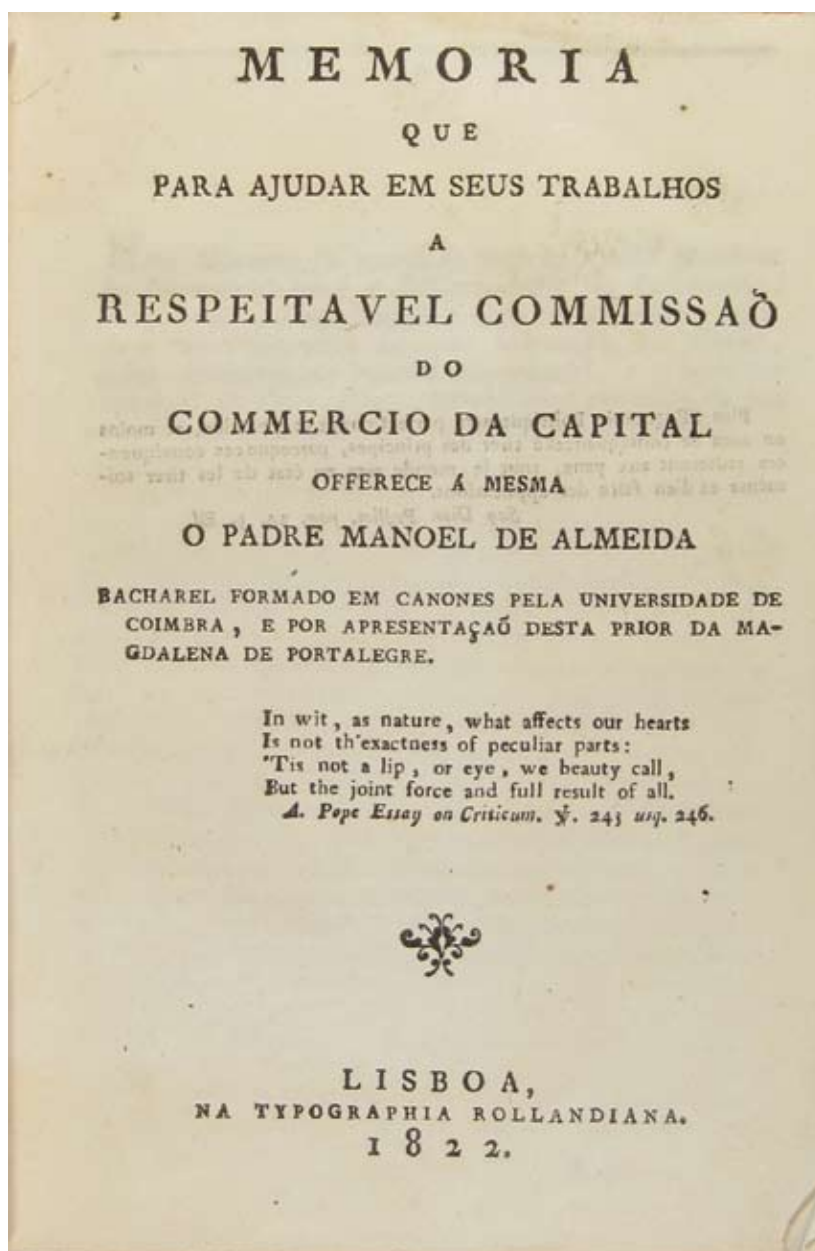 MEMORIA
QUE
PARA AJUDAR EM SEUS TRABALHOS
A
RESPEITAVEL COMMISSAÒ
DO
COMMERCIO DA CAPITAL
OFFERECE Á MESMA
O PADRE MANOEL DE ALMEIDA
BACHAREL FORMADO EM CANONES PELA UNIVERSIDADE DE
COIMBRA, E POR APRESENTAÇAÓ DESTA PRIOR DA MA-
GDALENA DE PORTALEGRE.
In wit, as nature, what affects our hearts
Is not th'exactness of peculiar parts:
'Tis not a lip, or eye, we beauty call,
But the joint force and full result of all.
A. Pope Essay on Criticum. ℣. 243 usq. 246.
LISBOA,
NA TYPOGRAPHIA ROLLANDIANA.
1822.